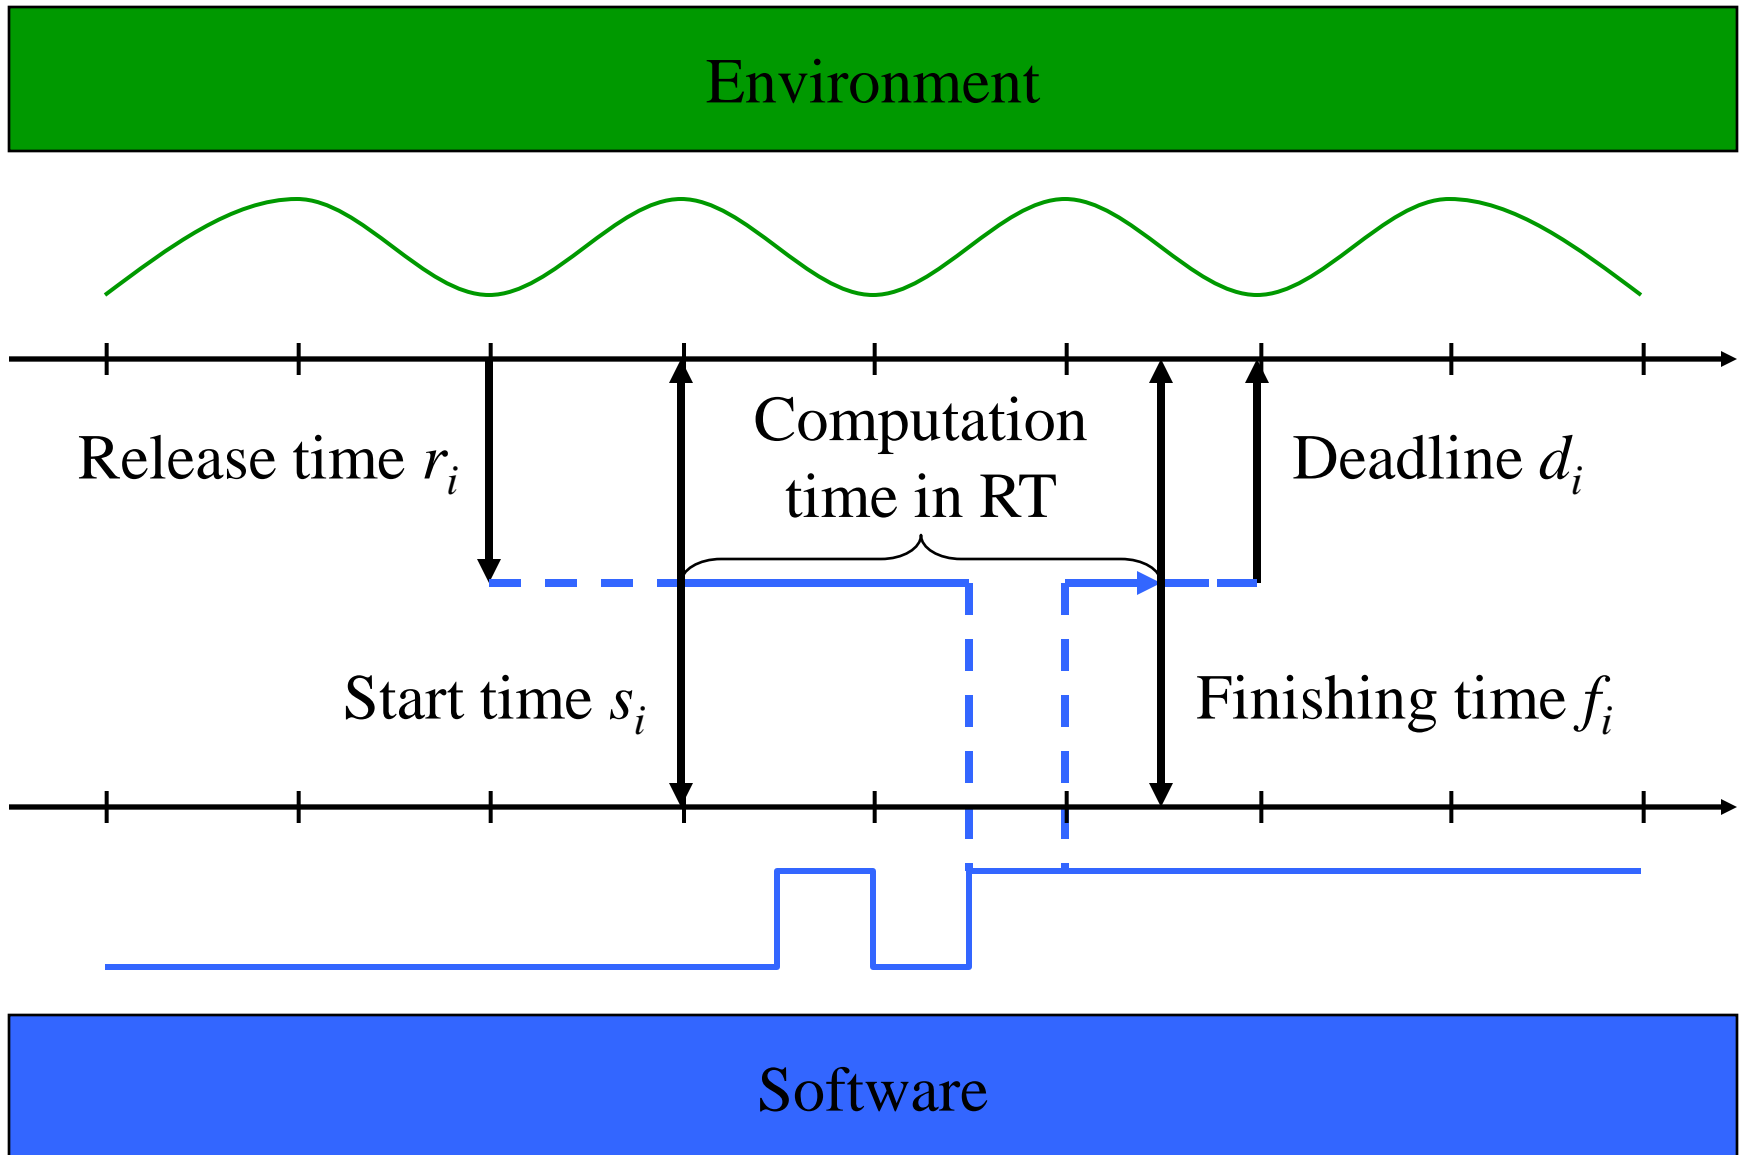 Environment
Computation
time in RT
Release time r_i
Deadline d_i
Start time s_i
Finishing time f_i
Software